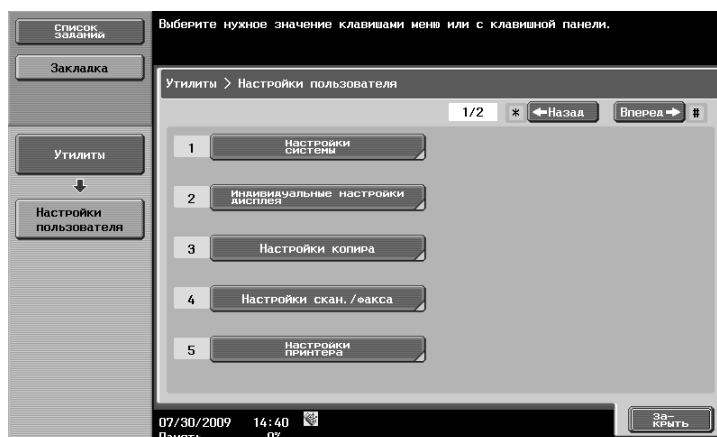 Список
заданий
Выберите нужное значение клавишами меню или с клавишной панели.
Закладка
Утилиты > Настройки пользователя
1/2 * ←Назад Вперед→ #
Утилиты
Настройки
пользователя
1 Настройки
системы
2 Индивидуальные настройки
дисплея
3 Настройки копира
4 Настройки скан./факса
5 Настройки
принтера
07/30/2009 14:40
Память 0%
За-
крыть